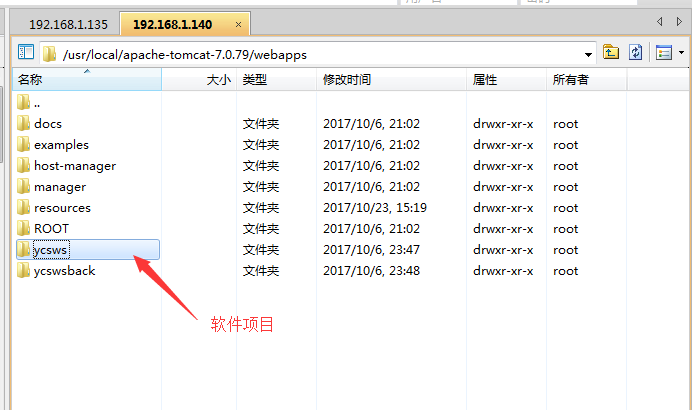 192.168.1.135 192.168.1.140 ×
/usr/local/apache-tomcat-7.0.79/webapps
名称 大小 类型 修改时间 属性 所有者
..
docs 文件夹 2017/10/6, 21:02 drwxr-xr-x root
examples 文件夹 2017/10/6, 21:02 drwxr-xr-x root
host-manager 文件夹 2017/10/6, 21:02 drwxr-xr-x root
manager 文件夹 2017/10/6, 21:02 drwxr-xr-x root
resources 文件夹 2017/10/23, 15:19 drwxr-xr-x root
ROOT 文件夹 2017/10/6, 21:02 drwxr-xr-x root
ycsws 文件夹 2017/10/6, 23:47 drwxr-xr-x root
ycswsback 文件夹 2017/10/6, 23:48 drwxr-xr-x root
软件项目